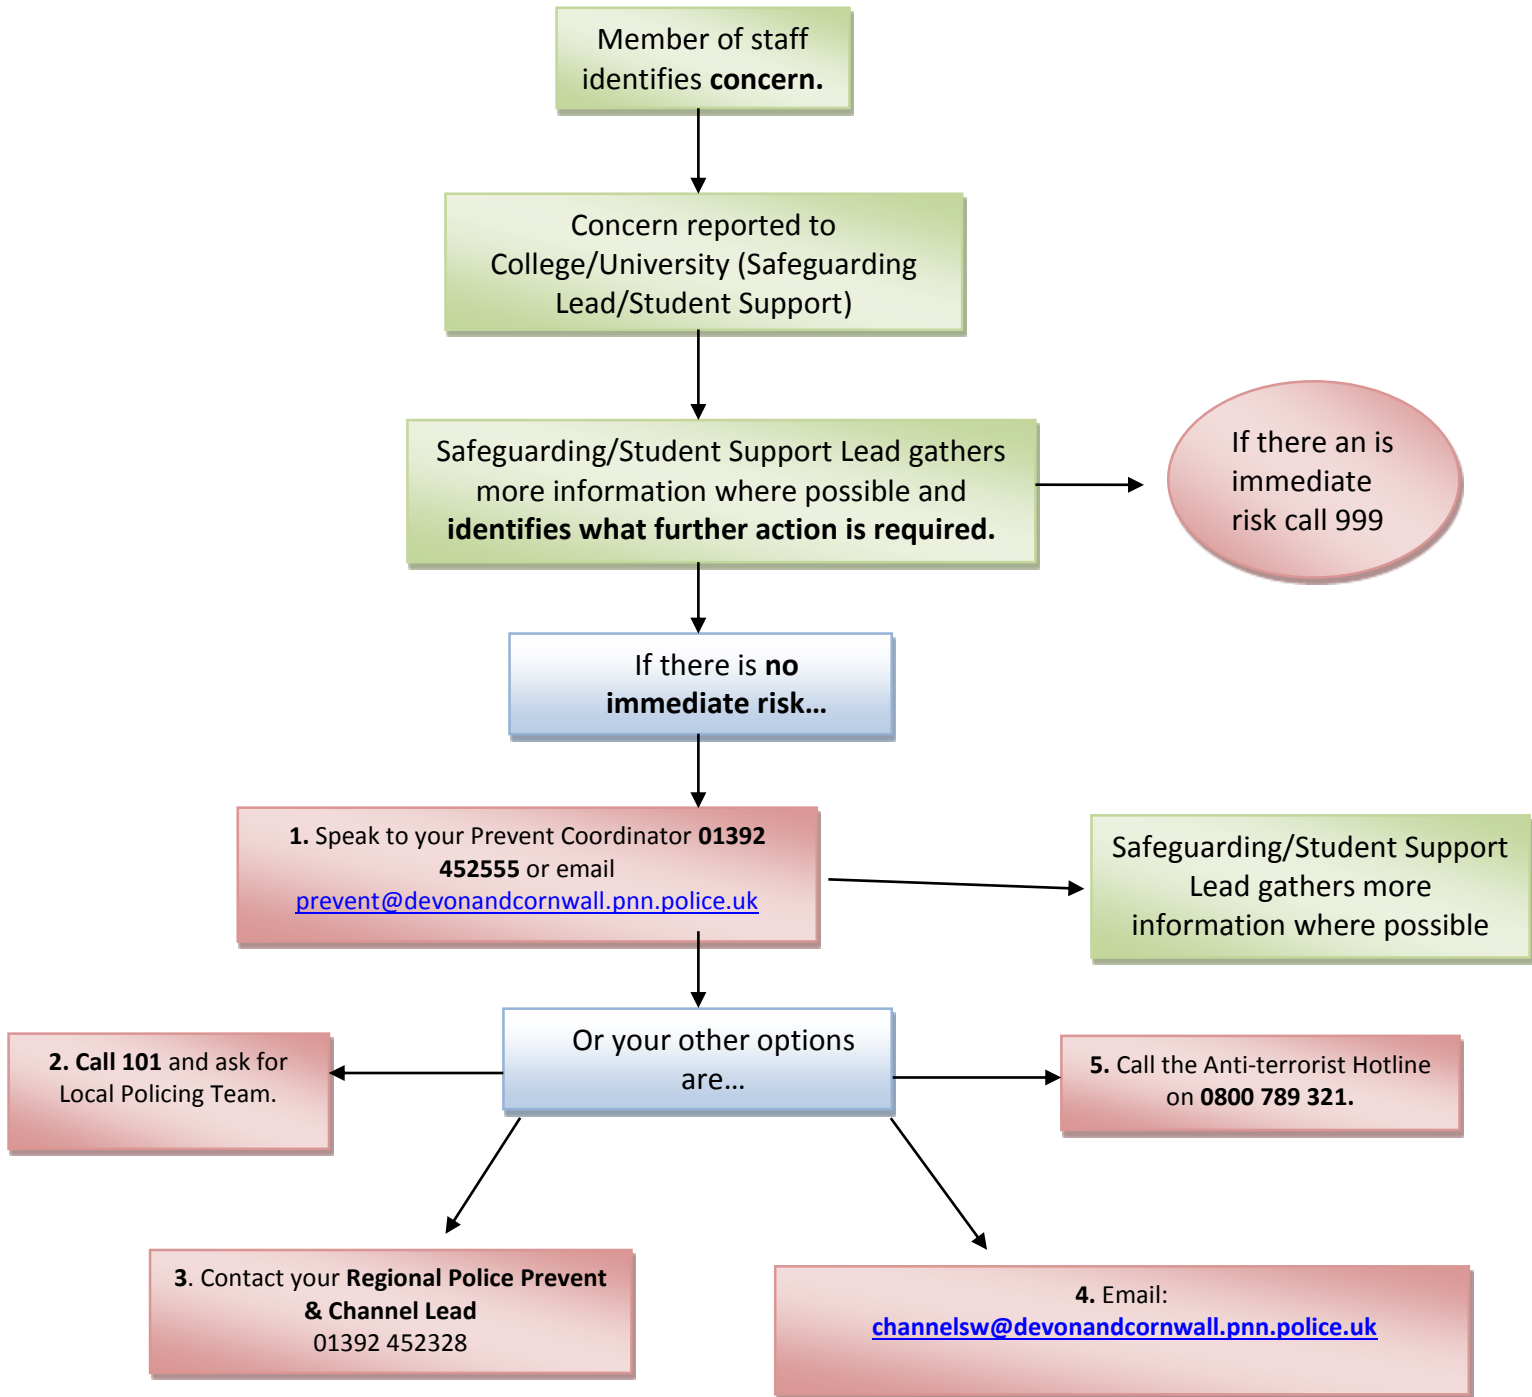 Member of staff
identifies concern.
Concern reported to
College/University (Safeguarding
Lead/Student Support)
Safeguarding/Student Support Lead gathers
more information where possible and
identifies what further action is required.
If there an is
immediate
risk call 999
If there is no
immediate risk…
1. Speak to your Prevent Coordinator 01392
452555 or email
prevent@devonandcornwall.pnn.police.uk
Safeguarding/Student Support
Lead gathers more
information where possible
Or your other options
are…
2. Call 101 and ask for
Local Policing Team.
5. Call the Anti-terrorist Hotline
on 0800 789 321.
3. Contact your Regional Police Prevent
& Channel Lead
01392 452328
4. Email:
channelsw@devonandcornwall.pnn.police.uk